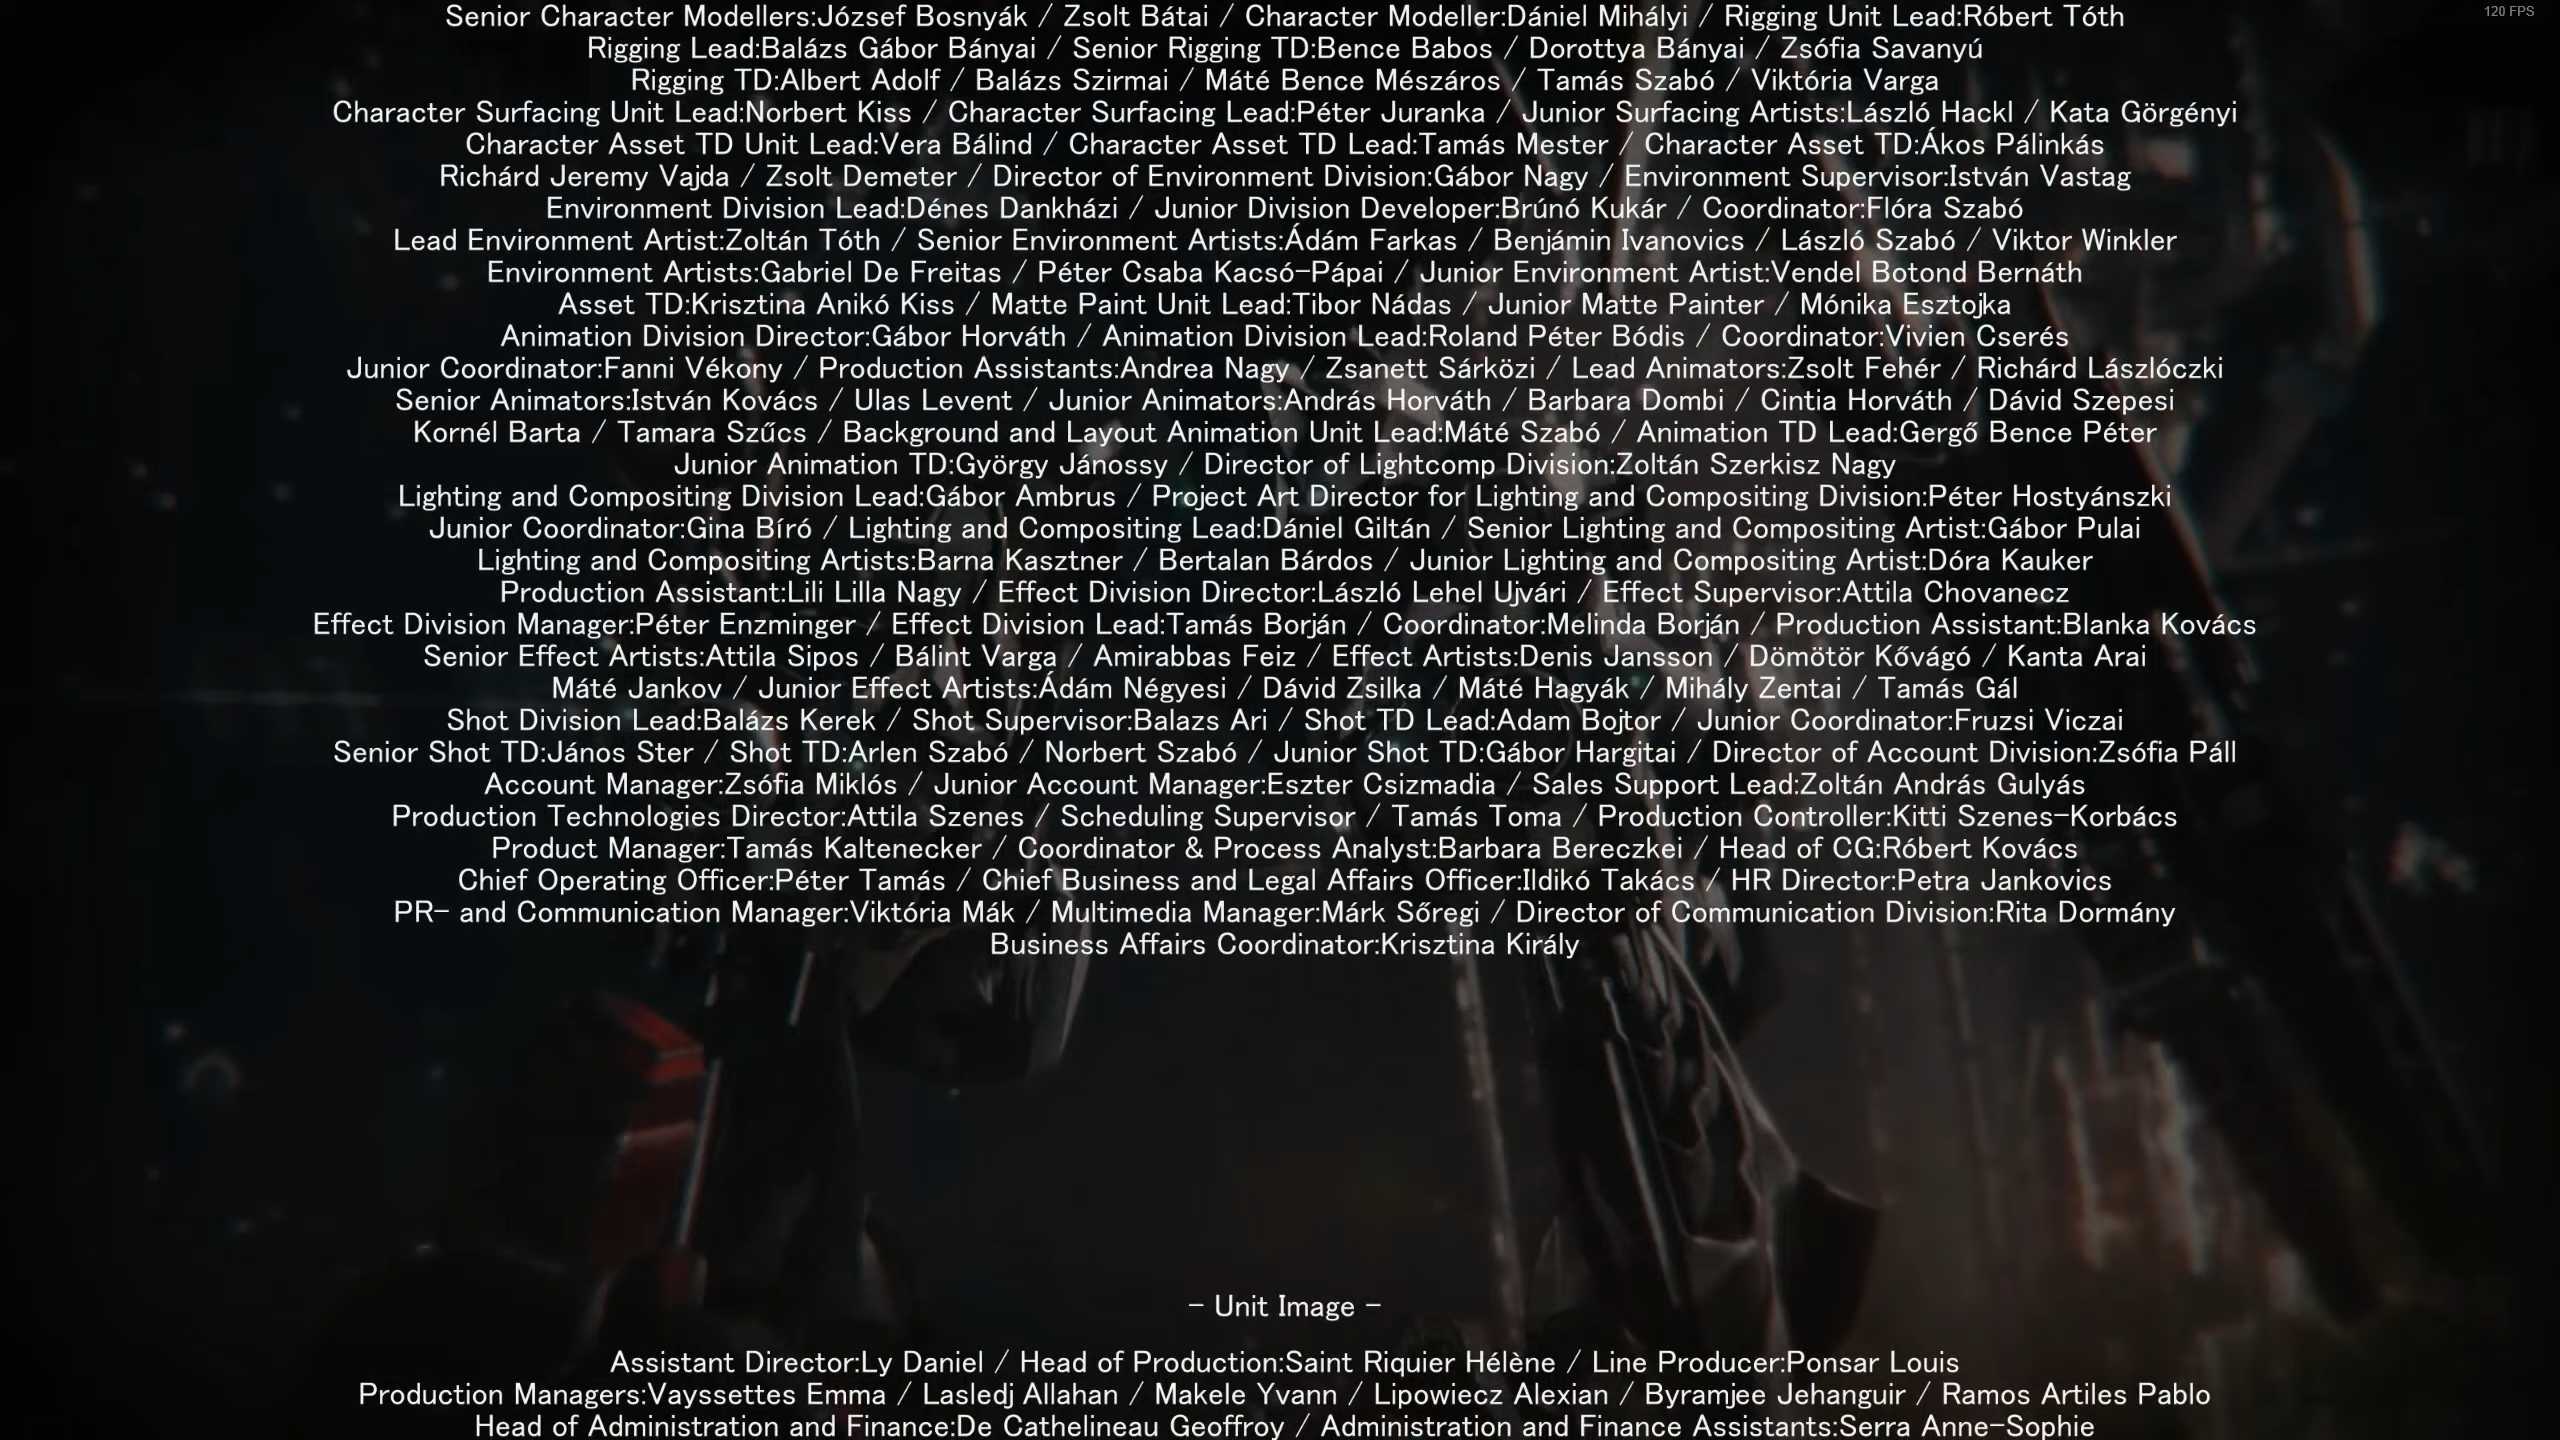 120 FPS
Senior Character Modellers:József Bosnyák / Zsolt Bátai / Character Modeller:Dániel Mihályi / Rigging Unit Lead:Róbert Tóth
Rigging Lead:Balázs Gábor Bányai / Senior Rigging TD:Bence Babos / Dorottya Bányai / Zsófia Savanyú
Rigging TD:Albert Adolf / Balázs Szirmai / Máté Bence Mészáros / Tamás Szabó / Viktória Varga
Character Surfacing Unit Lead:Norbert Kiss / Character Surfacing Lead:Péter Juranka / Junior Surfacing Artists:László Hackl / Kata Görgényi
Character Asset TD Unit Lead:Vera Bálind / Character Asset TD Lead:Tamás Mester / Character Asset TD:Ákos Pálinkás
Richárd Jeremy Vajda / Zsolt Demeter / Director of Environment Division:Gábor Nagy / Environment Supervisor:István Vastag
Environment Division Lead:Dénes Dankházi / Junior Division Developer:Brúnó Kukár / Coordinator:Flóra Szabó
Lead Environment Artist:Zoltán Tóth / Senior Environment Artists:Ádám Farkas / Benjámin Ivanovics / László Szabó / Viktor Winkler
Environment Artists:Gabriel De Freitas / Péter Csaba Kacsó-Pápai / Junior Environment Artist:Vendel Botond Bernáth
Asset TD:Krisztina Anikó Kiss / Matte Paint Unit Lead:Tibor Nádas / Junior Matte Painter / Mónika Esztojka
Animation Division Director:Gábor Horváth / Animation Division Lead:Roland Péter Bódis / Coordinator:Vivien Cserés
Junior Coordinator:Fanni Vékony / Production Assistants:Andrea Nagy / Zsanett Sárközi / Lead Animators:Zsolt Fehér / Richárd Lászlóczki
Senior Animators:István Kovács / Ulas Levent / Junior Animators:András Horváth / Barbara Dombi / Cintia Horváth / Dávid Szepesi
Kornél Barta / Tamara Szűcs / Background and Layout Animation Unit Lead:Máté Szabó / Animation TD Lead:Gergő Bence Péter
Junior Animation TD:György Jánossy / Director of Lightcomp Division:Zoltán Szerkisz Nagy
Lighting and Compositing Division Lead:Gábor Ambrus / Project Art Director for Lighting and Compositing Division:Péter Hostyánszki
Junior Coordinator:Gina Bíró / Lighting and Compositing Lead:Dániel Giltán / Senior Lighting and Compositing Artist:Gábor Pulai
Lighting and Compositing Artists:Barna Kasztner / Bertalan Bárdos / Junior Lighting and Compositing Artist:Dóra Kauker
Production Assistant:Lili Lilla Nagy / Effect Division Director:László Lehel Ujvári / Effect Supervisor:Attila Chovanecz
Effect Division Manager:Péter Enzminger / Effect Division Lead:Tamás Borján / Coordinator:Melinda Borján / Production Assistant:Blanka Kovács
Senior Effect Artists:Attila Sipos / Bálint Varga / Amirabbas Feiz / Effect Artists:Denis Jansson / Dömötör Kővágó / Kanta Arai
Máté Jankov / Junior Effect Artists:Ádám Négyesi / Dávid Zsilka / Máté Hagyák / Mihály Zentai / Tamás Gál
Shot Division Lead:Balázs Kerek / Shot Supervisor:Balazs Ari / Shot TD Lead:Adam Bojtor / Junior Coordinator:Fruzsi Viczai
Senior Shot TD:János Ster / Shot TD:Arlen Szabó / Norbert Szabó / Junior Shot TD:Gábor Hargitai / Director of Account Division:Zsófia Páll
Account Manager:Zsófia Miklós / Junior Account Manager:Eszter Csizmadia / Sales Support Lead:Zoltán András Gulyás
Production Technologies Director:Attila Szenes / Scheduling Supervisor / Tamás Toma / Production Controller:Kitti Szenes-Korbács
Product Manager:Tamás Kaltenecker / Coordinator & Process Analyst:Barbara Bereczkei / Head of CG:Róbert Kovács
Chief Operating Officer:Péter Tamás / Chief Business and Legal Affairs Officer:Ildikó Takács / HR Director:Petra Jankovics
PR- and Communication Manager:Viktória Mák / Multimedia Manager:Márk Sőregi / Director of Communication Division:Rita Dormány
Business Affairs Coordinator:Krisztina Király
- Unit Image -
Assistant Director:Ly Daniel / Head of Production:Saint Riquier Hélène / Line Producer:Ponsar Louis
Production Managers:Vayssettes Emma / Lasledj Allahan / Makele Yvann / Lipowiecz Alexian / Byramjee Jehanguir / Ramos Artiles Pablo
Head of Administration and Finance:De Cathelineau Geoffroy / Administration and Finance Assistants:Serra Anne-Sophie